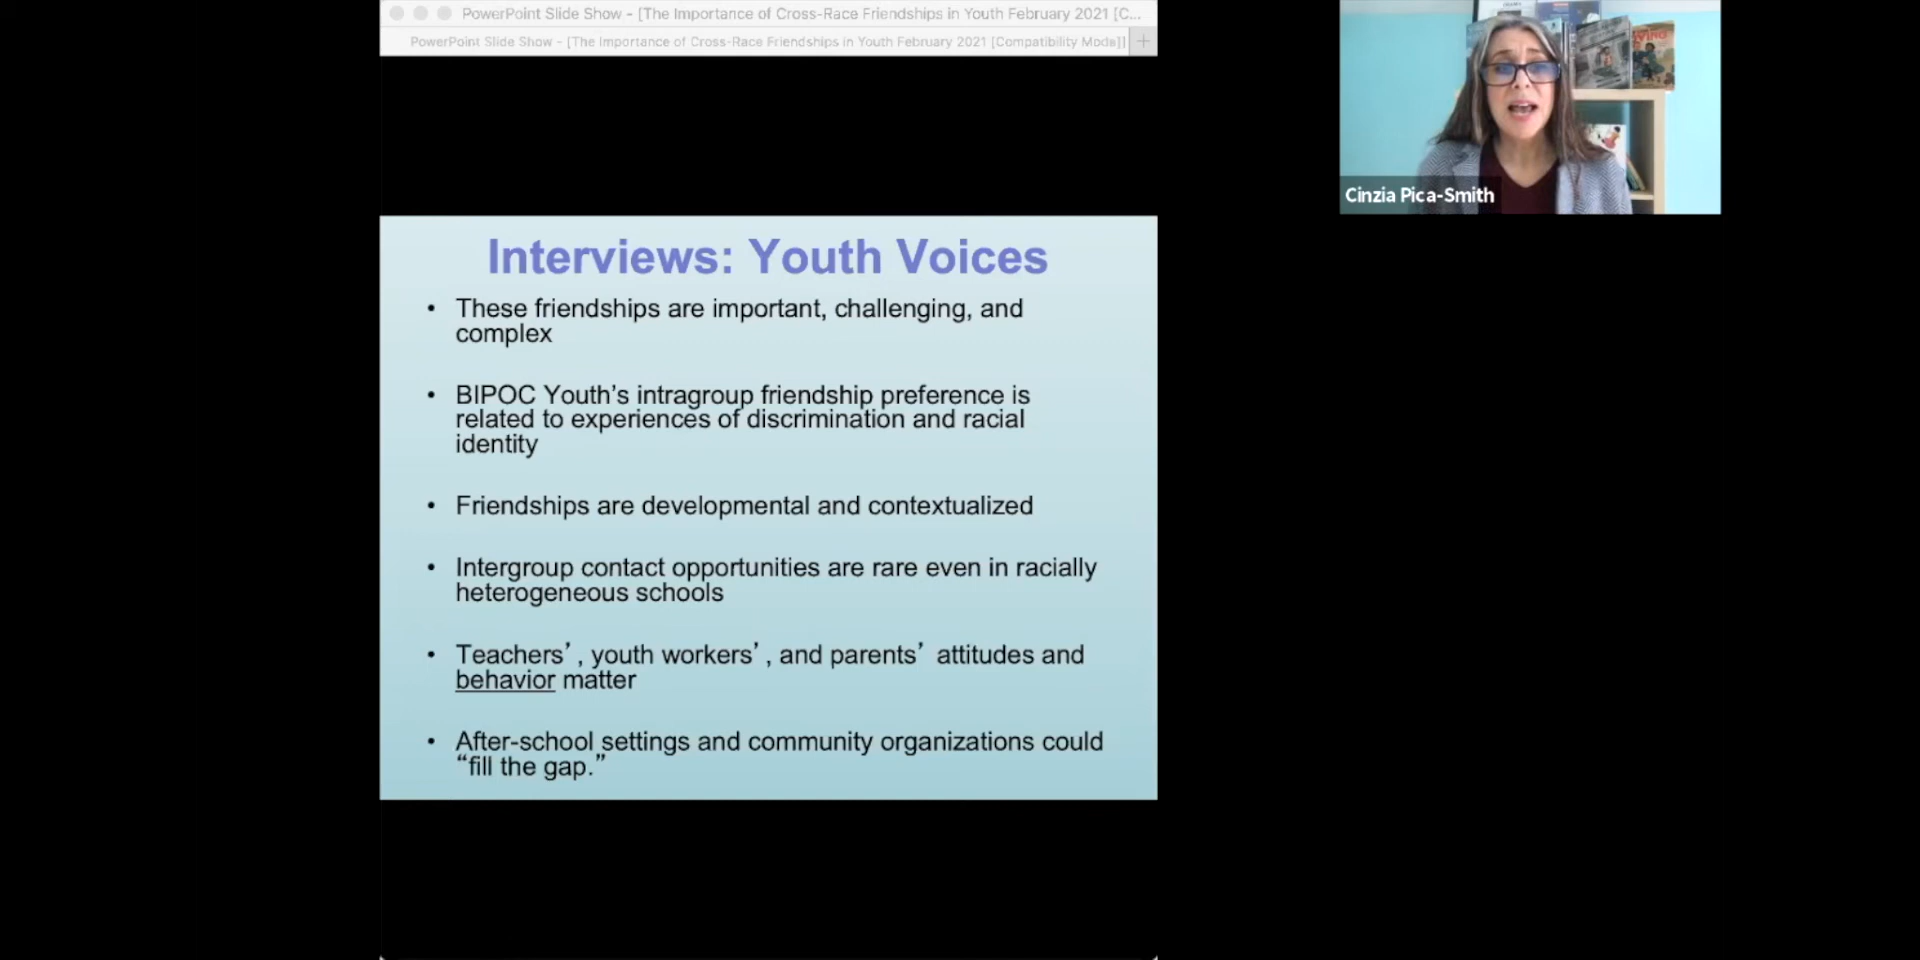 PowerPoint Slide Show - [The Importance of Cross-Race Friendships in Youth February 2021 [C...
PowerPoint Slide Show - [The Importance of Cross-Race Friendships in Youth February 2021 [Compatibility Mode]]
Cinzia Pica-Smith
Interviews: Youth Voices
• These friendships are important, challenging, and
complex
• BIPOC Youth’s intragroup friendship preference is
related to experiences of discrimination and racial
identity
• Friendships are developmental and contextualized
• Intergroup contact opportunities are rare even in racially
heterogeneous schools
• Teachers’, youth workers’, and parents’ attitudes and
behavior matter
• After-school settings and community organizations could
“fill the gap.”